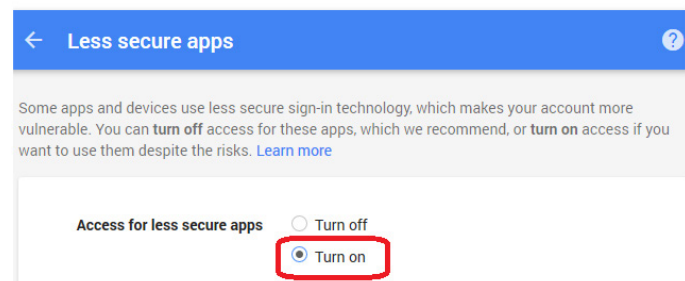 Less secure apps
Some apps and devices use less secure sign-in technology, which makes your account more
vulnerable. You can turn off access for these apps, which we recommend, or turn on access if you
want to use them despite the risks. Learn more
Access for less secure apps Turn off
Turn on